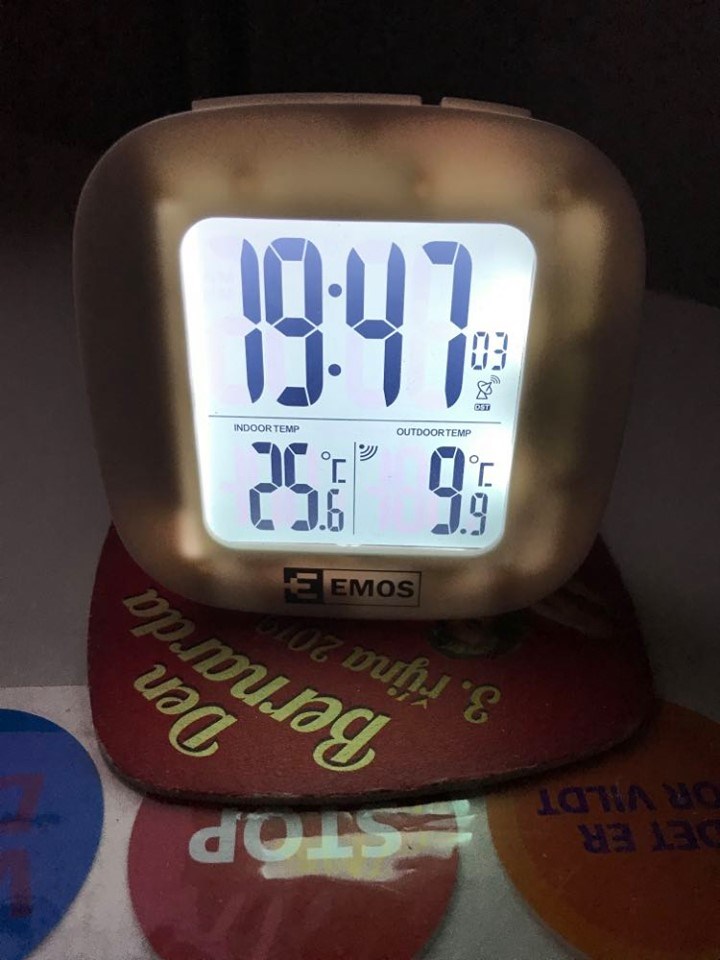 19:47
03
DST
INDOOR TEMP
OUTDOOR TEMP
25.6 °C
9.9 °C
EMOS
Den
Bernarda
3. října 2019
STOP
DET ER
OR VILDT